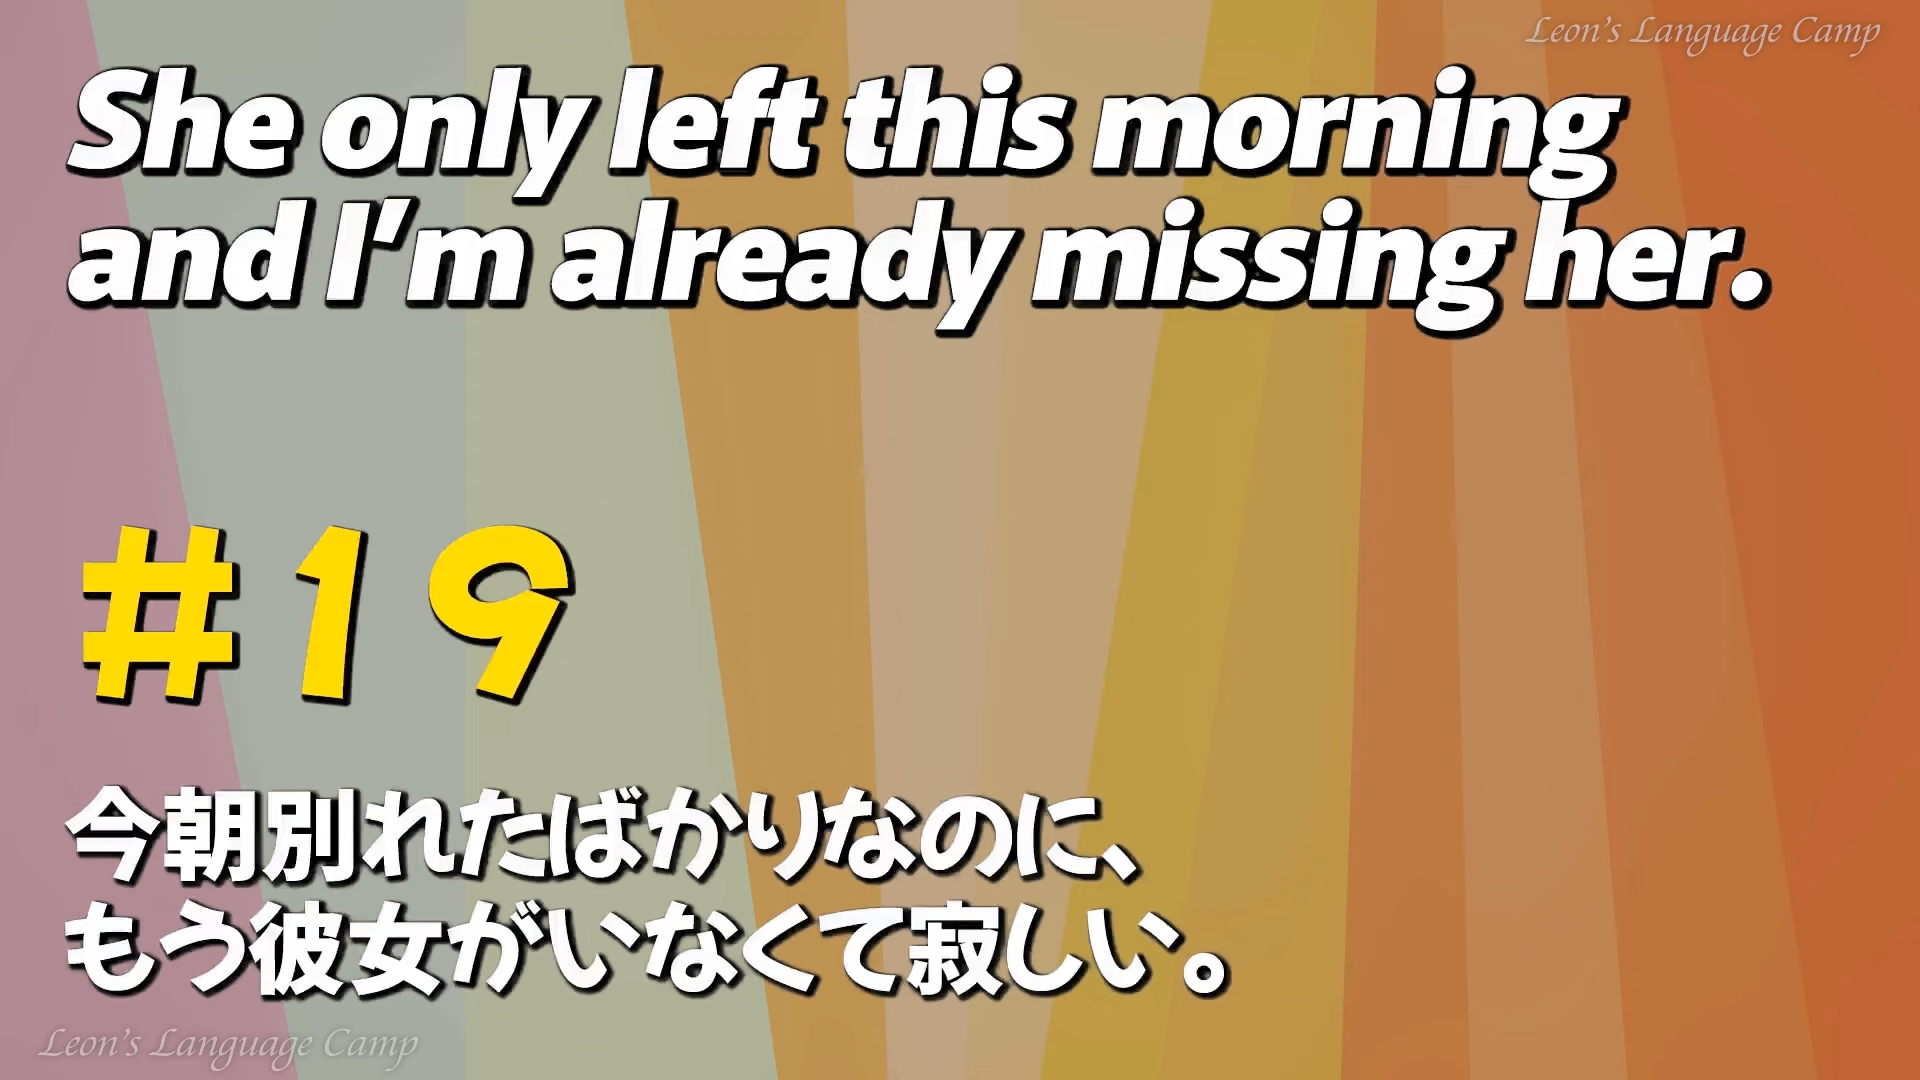 Leon's Language Camp
She only left this morning
and I'm already missing her.
#19
今朝別れたばかりなのに、
もう彼女がいなくて寂しい。
Leon's Language Camp